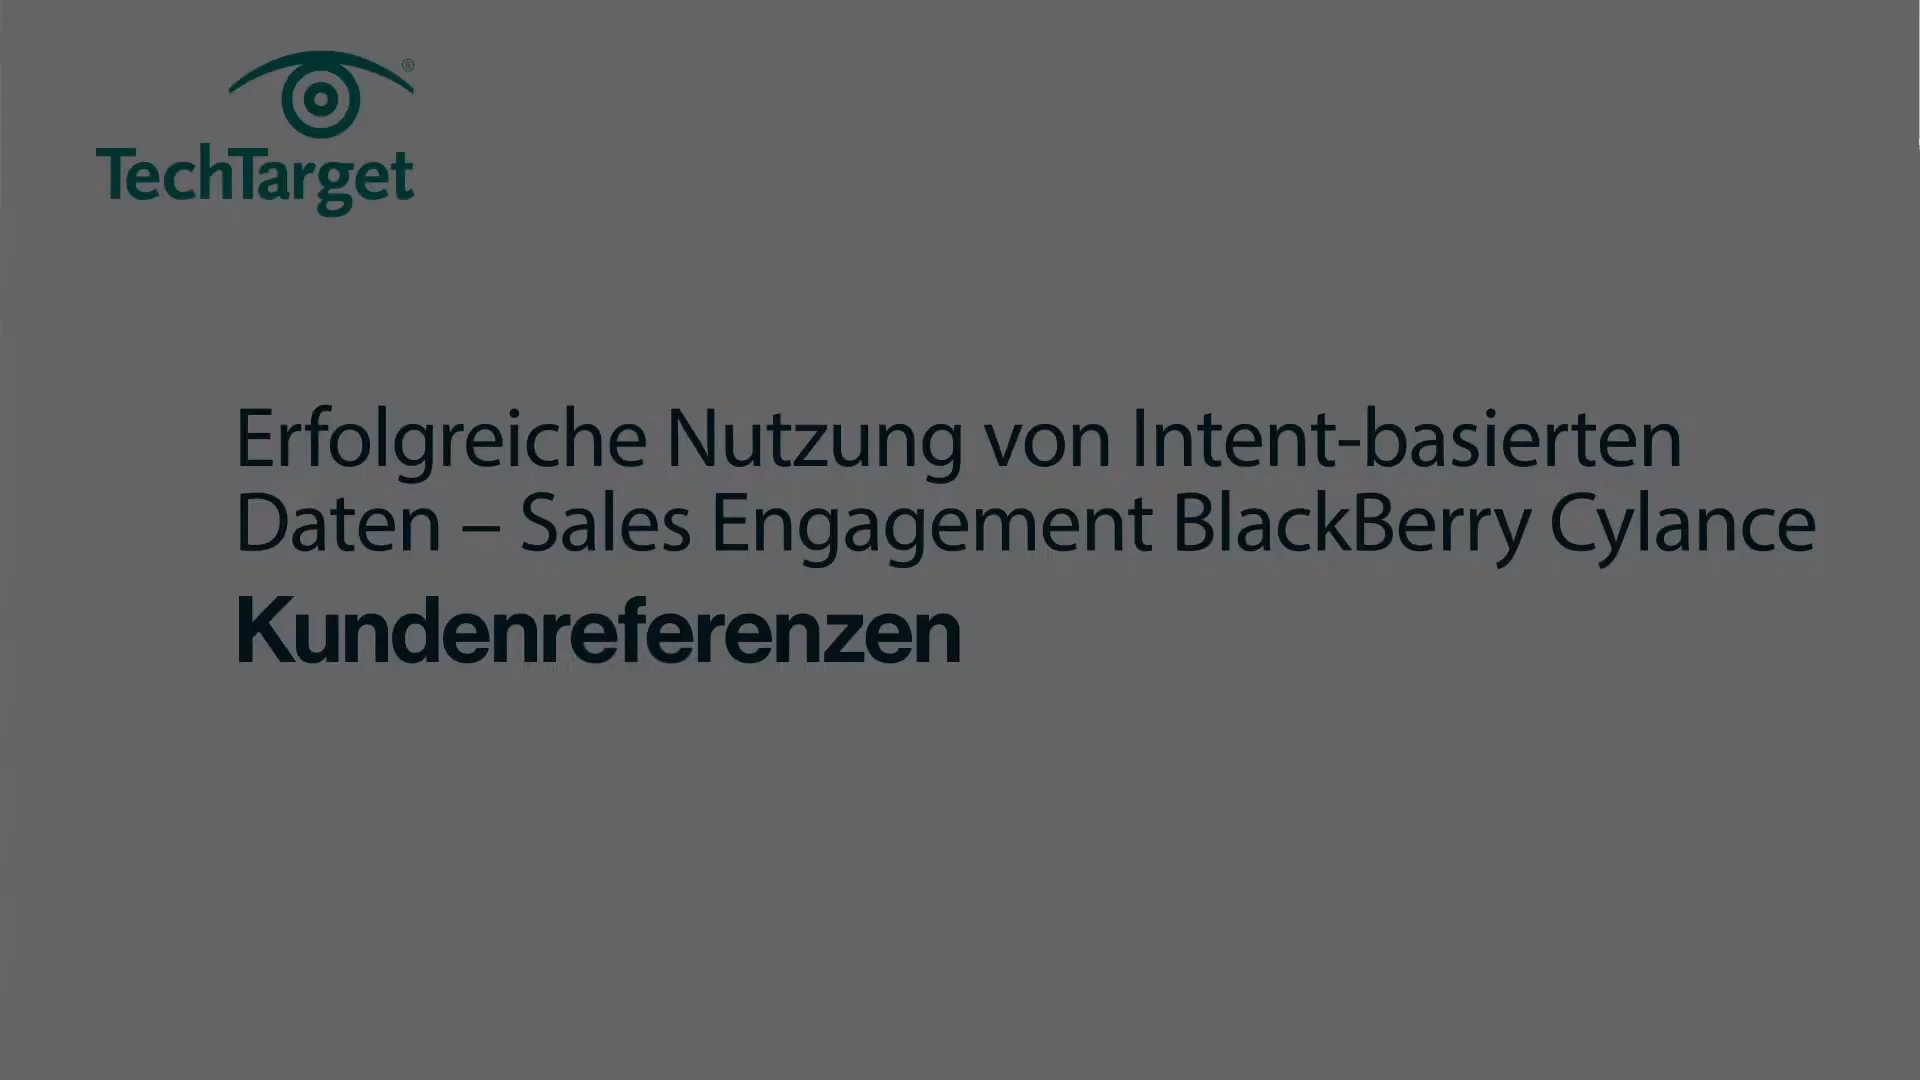 TechTarget®
Erfolgreiche Nutzung von Intent-basierten
Daten – Sales Engagement BlackBerry Cylance
Kundenreferenzen